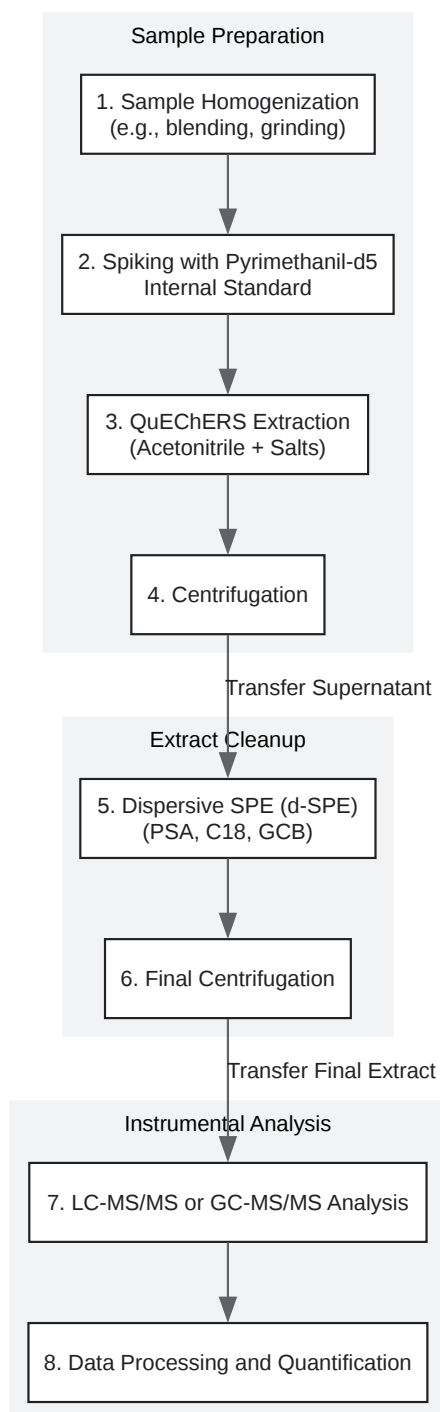 Sample Preparation
1. Sample Homogenization
(e.g., blending, grinding)
2. Spiking with Pyrimethanil-d5
Internal Standard
3. QuEChERS Extraction
(Acetonitrile + Salts)
4. Centrifugation
Transfer Supernatant
Extract Cleanup
5. Dispersive SPE (d-SPE)
(PSA, C18, GCB)
6. Final Centrifugation
Transfer Final Extract
Instrumental Analysis
7. LC-MS/MS or GC-MS/MS Analysis
8. Data Processing and Quantification